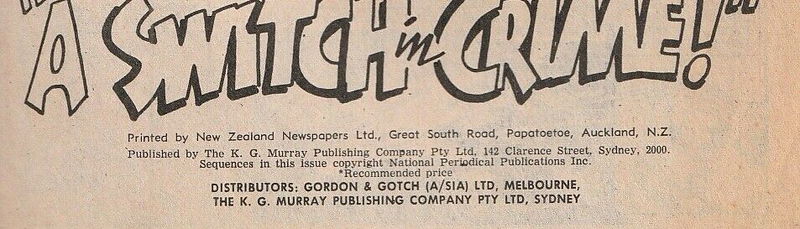 "A SWITCH in CRIME!"
Printed by New Zealand Newspapers Ltd., Great South Road, Papatoetoe, Auckland, N.Z.
Published by The K. G. Murray Publishing Company Pty Ltd, 142 Clarence Street, Sydney, 2000.
Sequences in this issue copyright National Periodical Publications Inc.
*Recommended price
DISTRIBUTORS: GORDON & GOTCH (A/SIA) LTD, MELBOURNE,
THE K. G. MURRAY PUBLISHING COMPANY PTY LTD, SYDNEY